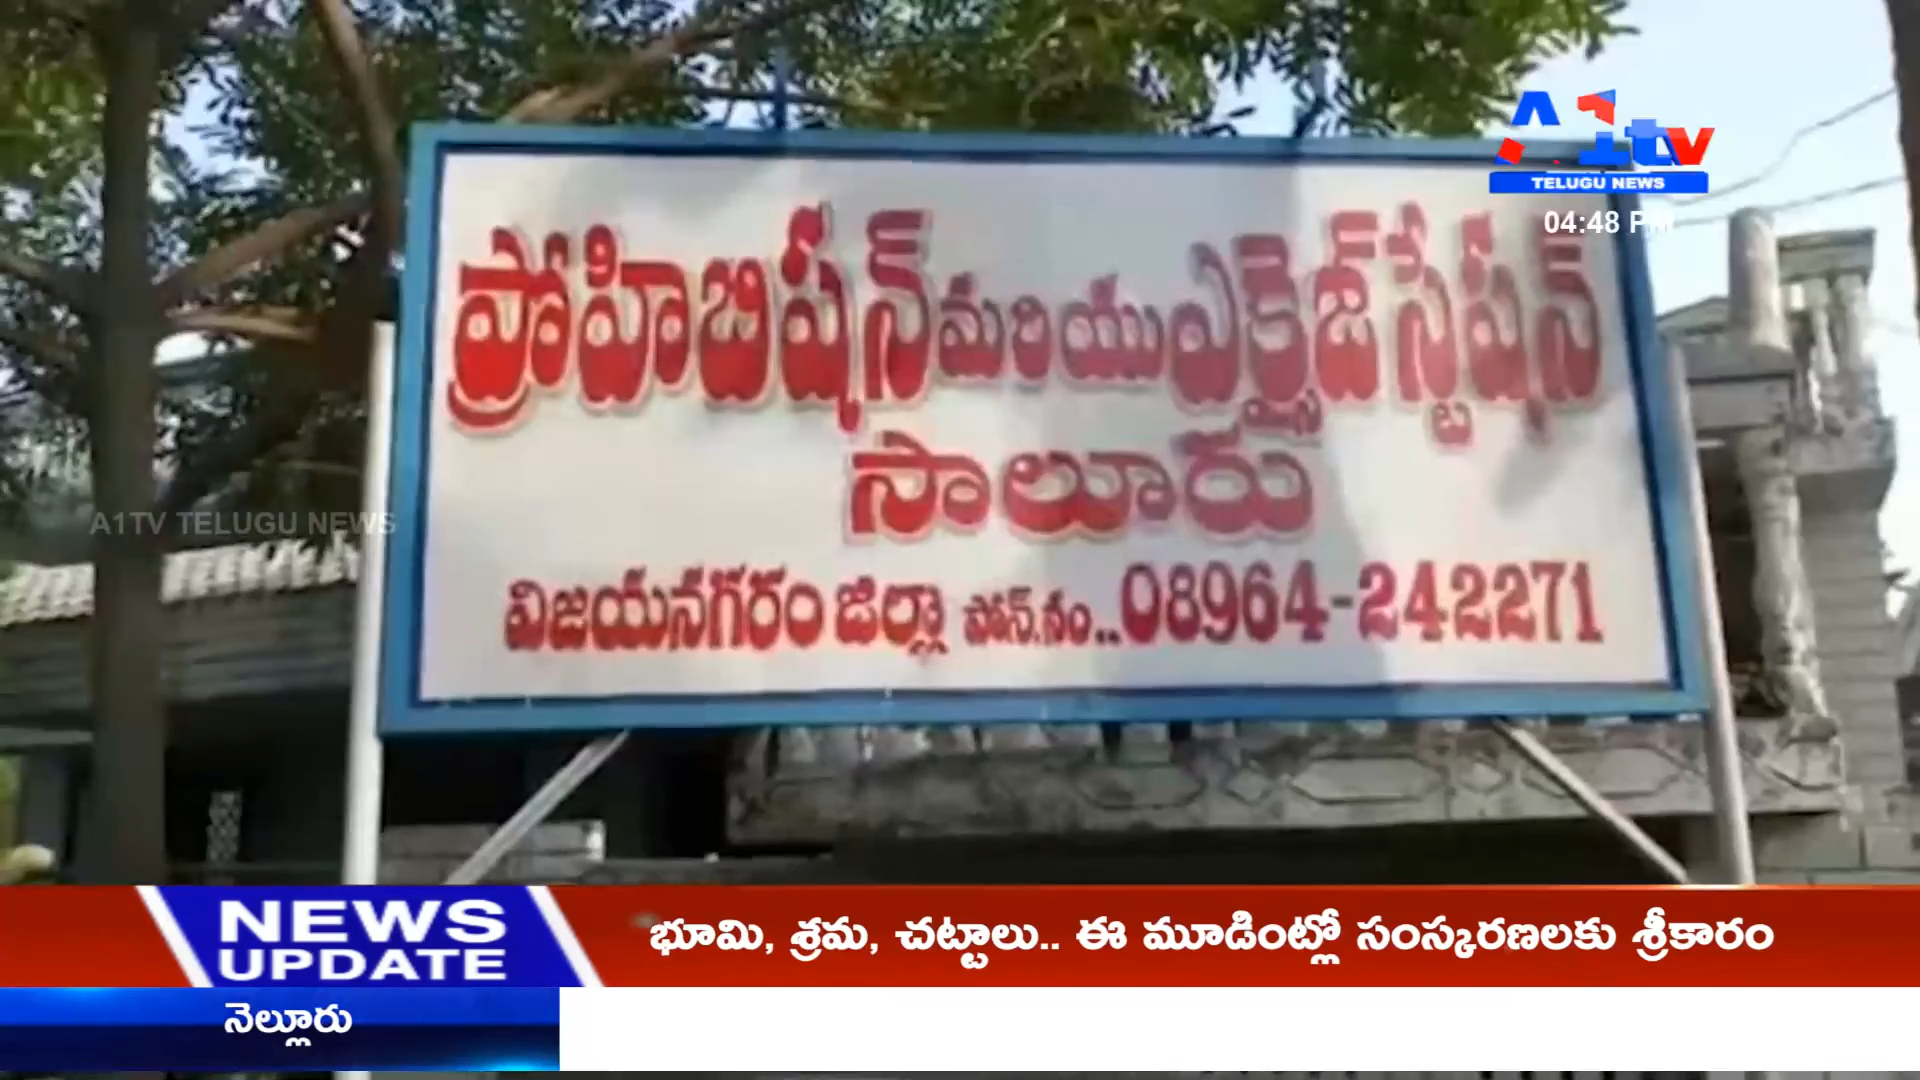 A1tv
TELUGU NEWS
04:48 PM
ప్రోహిబిషన్ మరియు ఎక్సైజ్ స్టేషన్
సాలూరు
విజయనగరం జిల్లా ఫోన్.నం..08964-242271
A1TV TELUGU NEWS
NEWS
UPDATE
భూమి, శ్రమ, చట్టాలు.. ఈ మూడింట్లో సంస్కరణలకు శ్రీకారం
నెల్లూరు